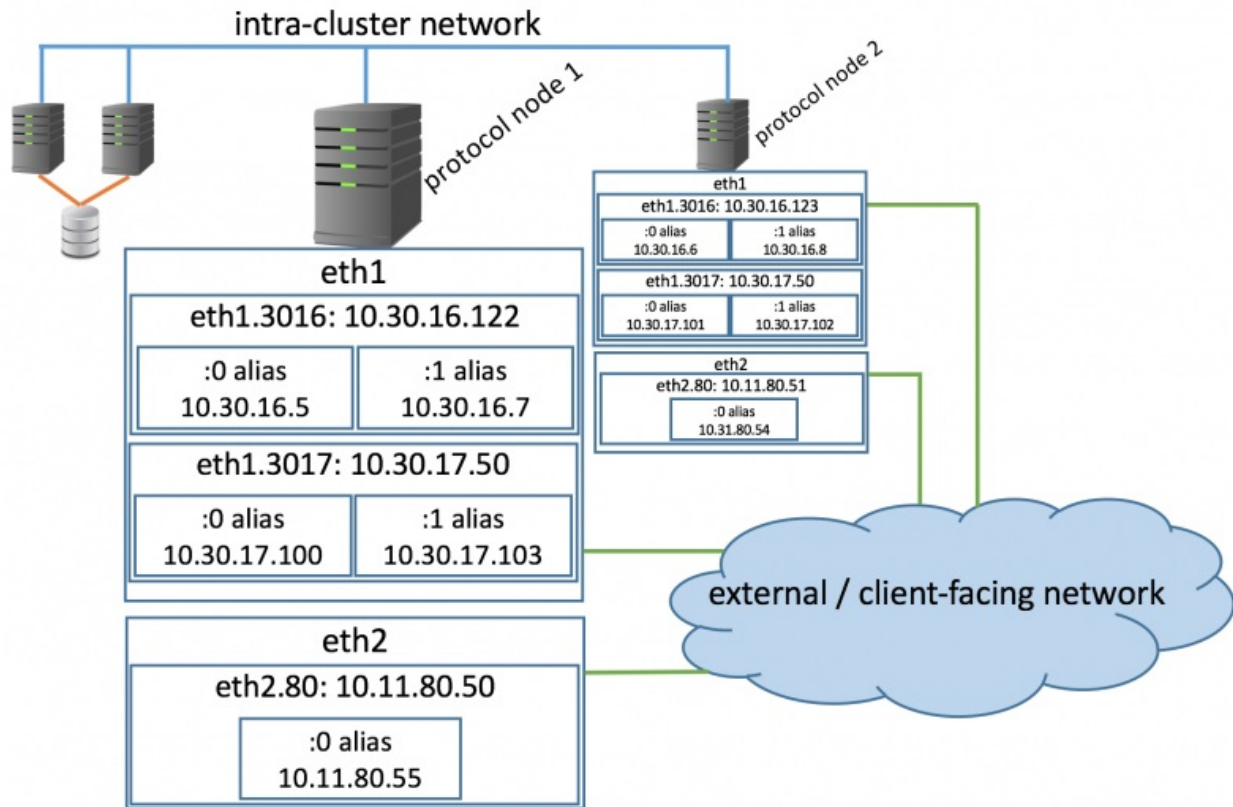 intra-cluster network
protocol node 1
protocol node 2
eth1
eth1.3016: 10.30.16.123
:0 alias
10.30.16.6
:1 alias
10.30.16.8
eth1.3017: 10.30.17.50
:0 alias
10.30.17.101
:1 alias
10.30.17.102
eth2
eth2.80: 10.11.80.51
:0 alias
10.31.80.54
eth1
eth1.3016: 10.30.16.122
:0 alias
10.30.16.5
:1 alias
10.30.16.7
eth1.3017: 10.30.17.50
:0 alias
10.30.17.100
:1 alias
10.30.17.103
eth2
eth2.80: 10.11.80.50
:0 alias
10.11.80.55
external / client-facing network